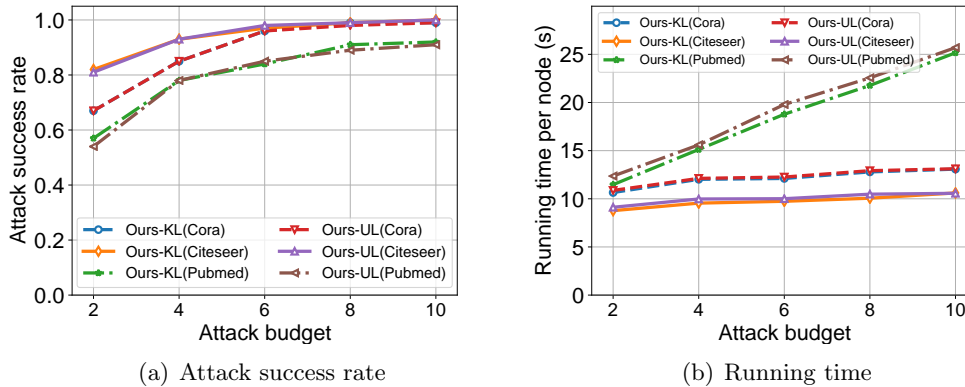 1.0
0.8
0.6
0.4
0.2
0.0
Attack success rate
Ours-KL(Cora)
Ours-KL(Citeseer)
Ours-KL(Pubmed)
Ours-UL(Cora)
Ours-UL(Citeseer)
Ours-UL(Pubmed)
2 4 6 8 10
Attack budget
(a) Attack success rate
25
20
15
10
5
0
Running time per node (s)
Ours-KL(Cora)
Ours-KL(Citeseer)
Ours-KL(Pubmed)
Ours-UL(Cora)
Ours-UL(Citeseer)
Ours-UL(Pubmed)
2 4 6 8 10
Attack budget
(b) Running time